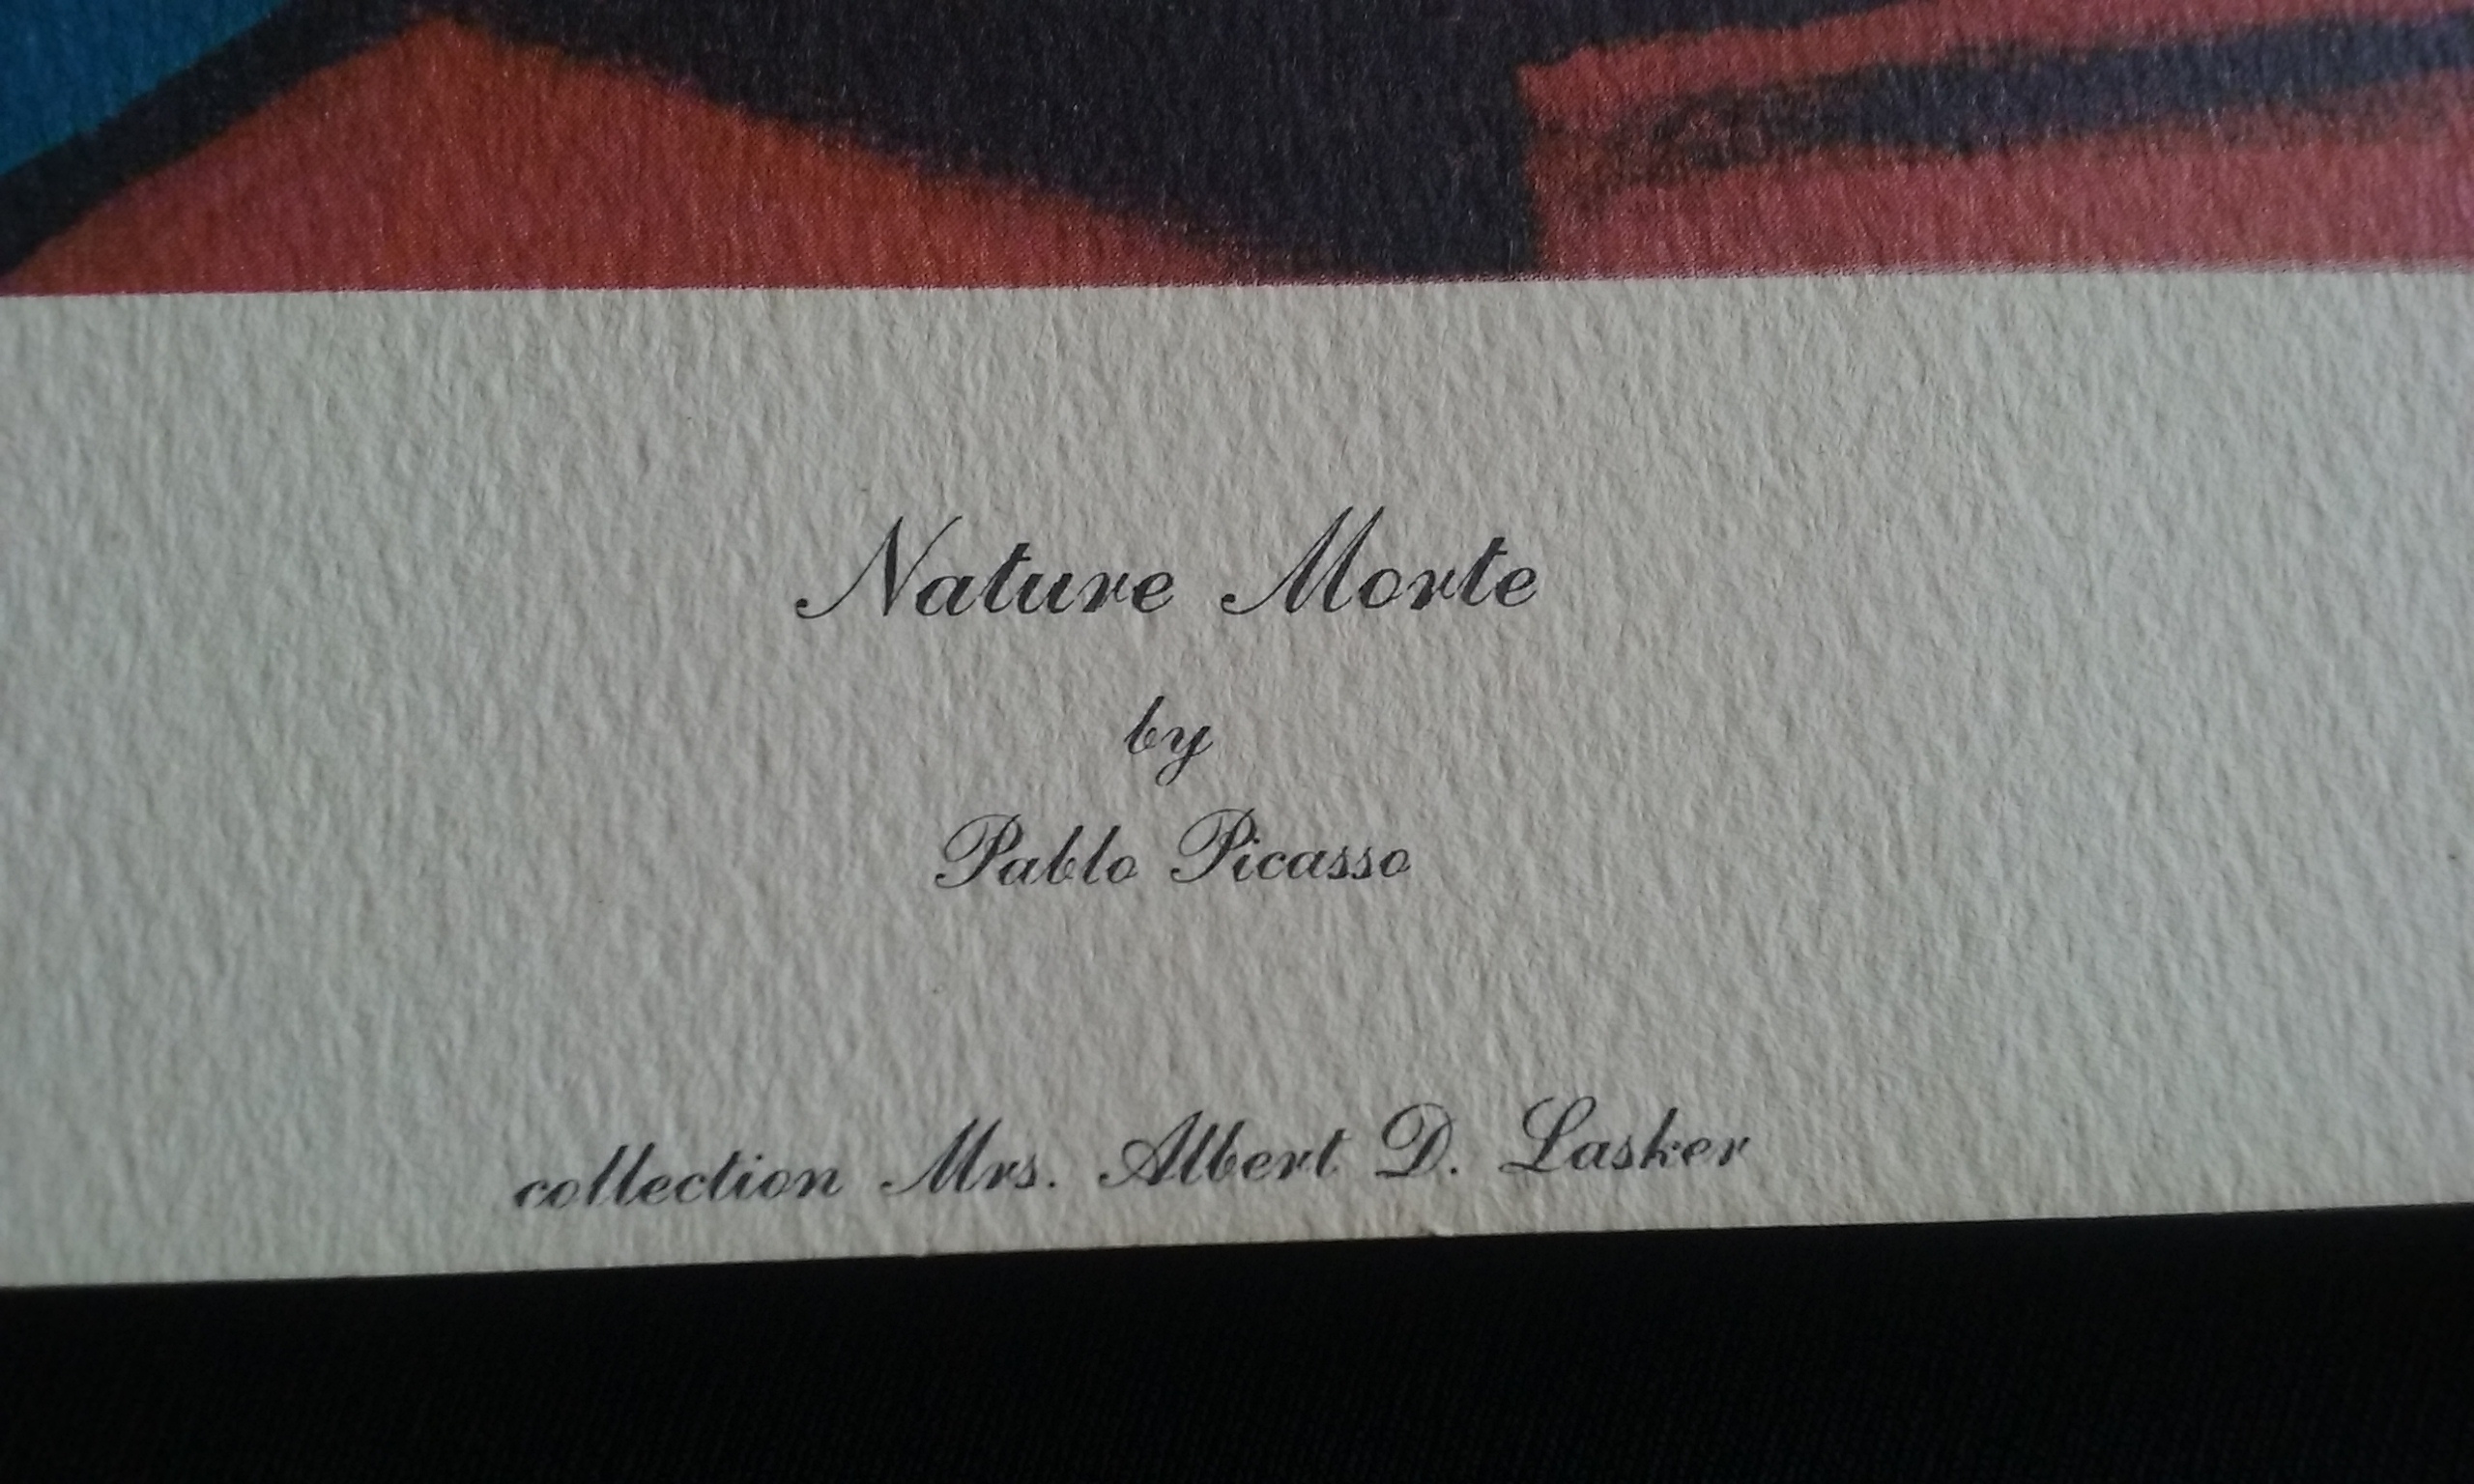 Nature Morte
by
Pablo Picasso
collection Mrs. Albert D. Lasker